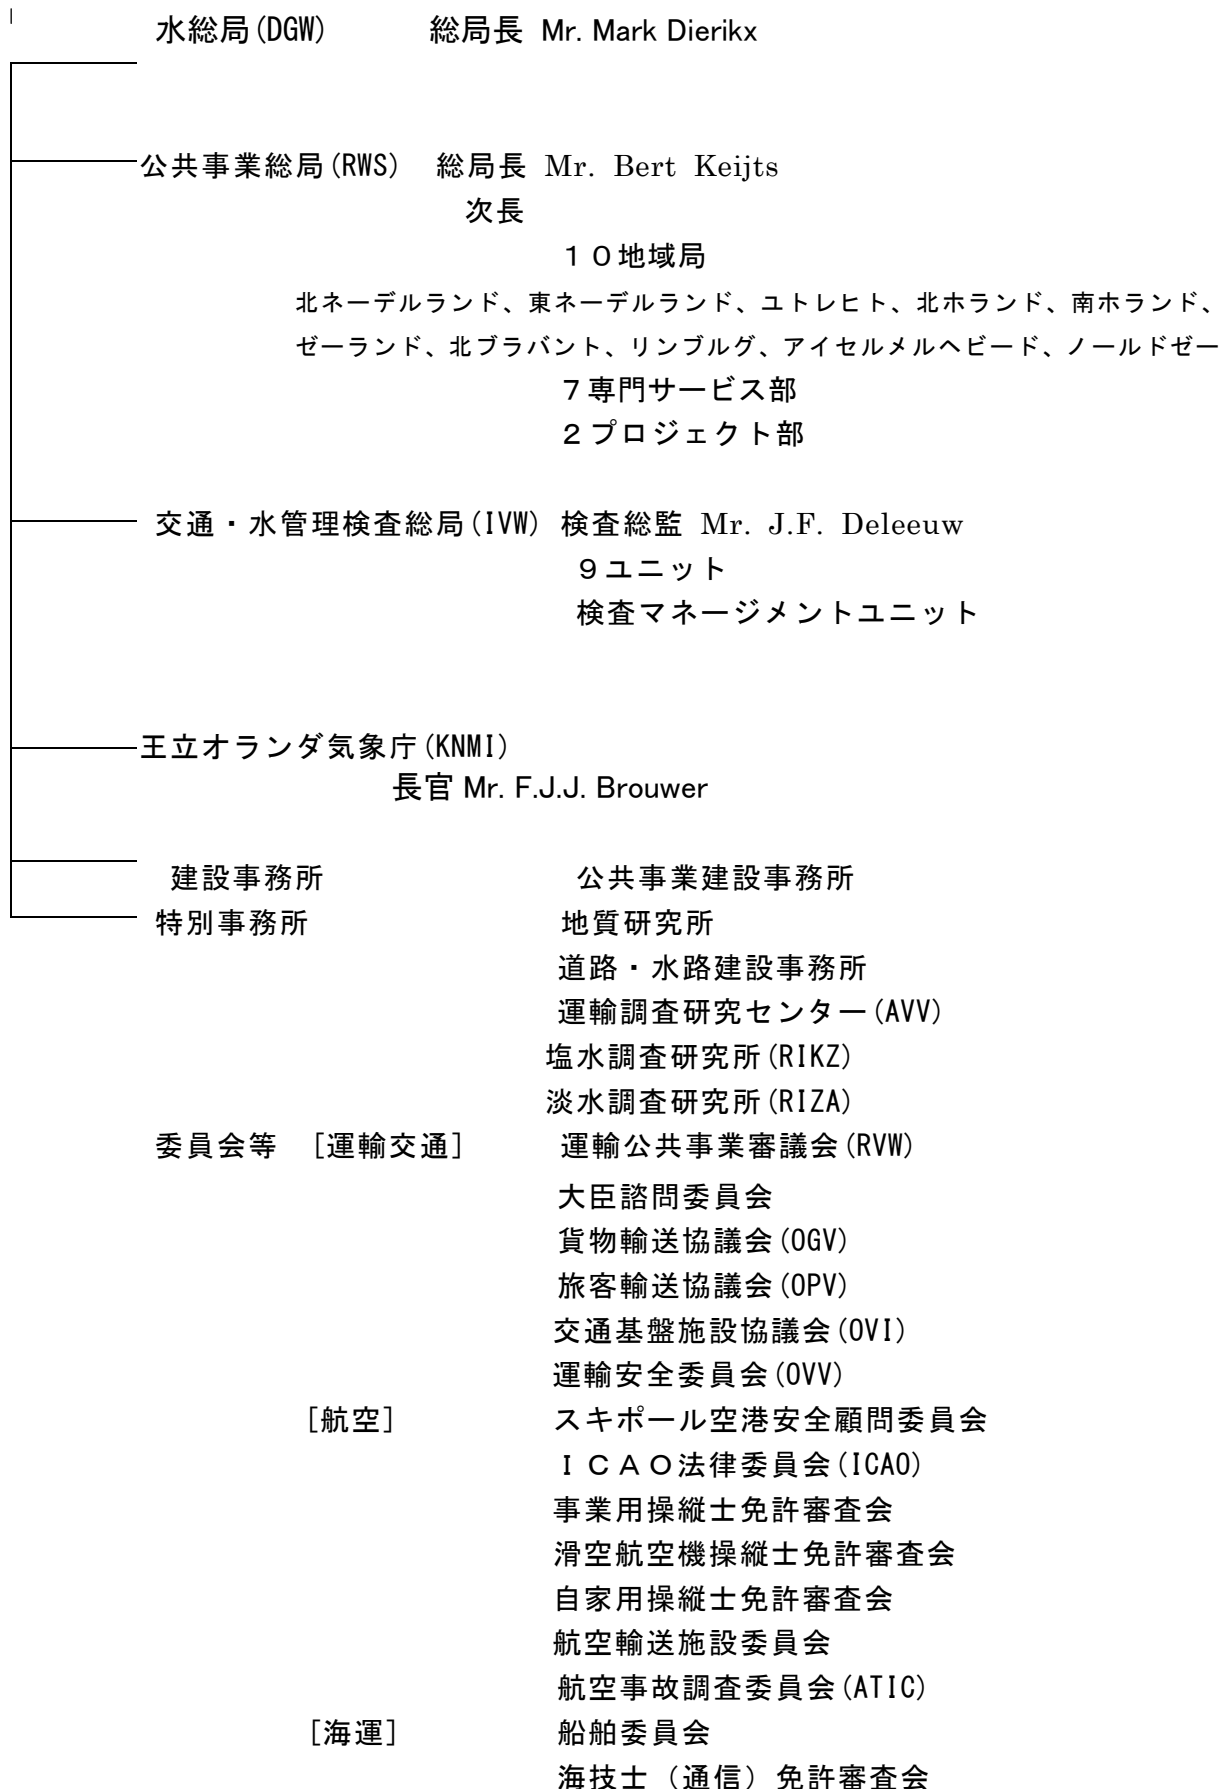 水総局(DGW) 総局長 Mr. Mark Dierikx
公共事業総局(RWS) 総局長 Mr. Bert Keijts
次長
１０地域局
北ネーデルランド、東ネーデルランド、ユトレヒト、北ホランド、南ホランド、
ゼーランド、北ブラバント、リンブルグ、アイセルメルヘビード、ノールドゼー
７専門サービス部
２プロジェクト部
交通・水管理検査総局(IVW) 検査総監 Mr. J.F. Deleeuw
９ユニット
検査マネージメントユニット
王立オランダ気象庁(KNMI)
長官 Mr. F.J.J. Brouwer
建設事務所 公共事業建設事務所
特別事務所 地質研究所
道路・水路建設事務所
運輸調査研究センター(AVV)
塩水調査研究所(RIKZ)
淡水調査研究所(RIZA)
委員会等 [運輸交通] 運輸公共事業審議会(RVW)
大臣諮問委員会
貨物輸送協議会(OGV)
旅客輸送協議会(OPV)
交通基盤施設協議会(OVI)
運輸安全委員会(OVV)
[航空] スキポール空港安全顧問委員会
ＩＣＡＯ法律委員会(ICAO)
事業用操縦士免許審査会
滑空航空機操縦士免許審査会
自家用操縦士免許審査会
航空輸送施設委員会
航空事故調査委員会(ATIC)
[海運] 船舶委員会
海技士（通信）免許審査会